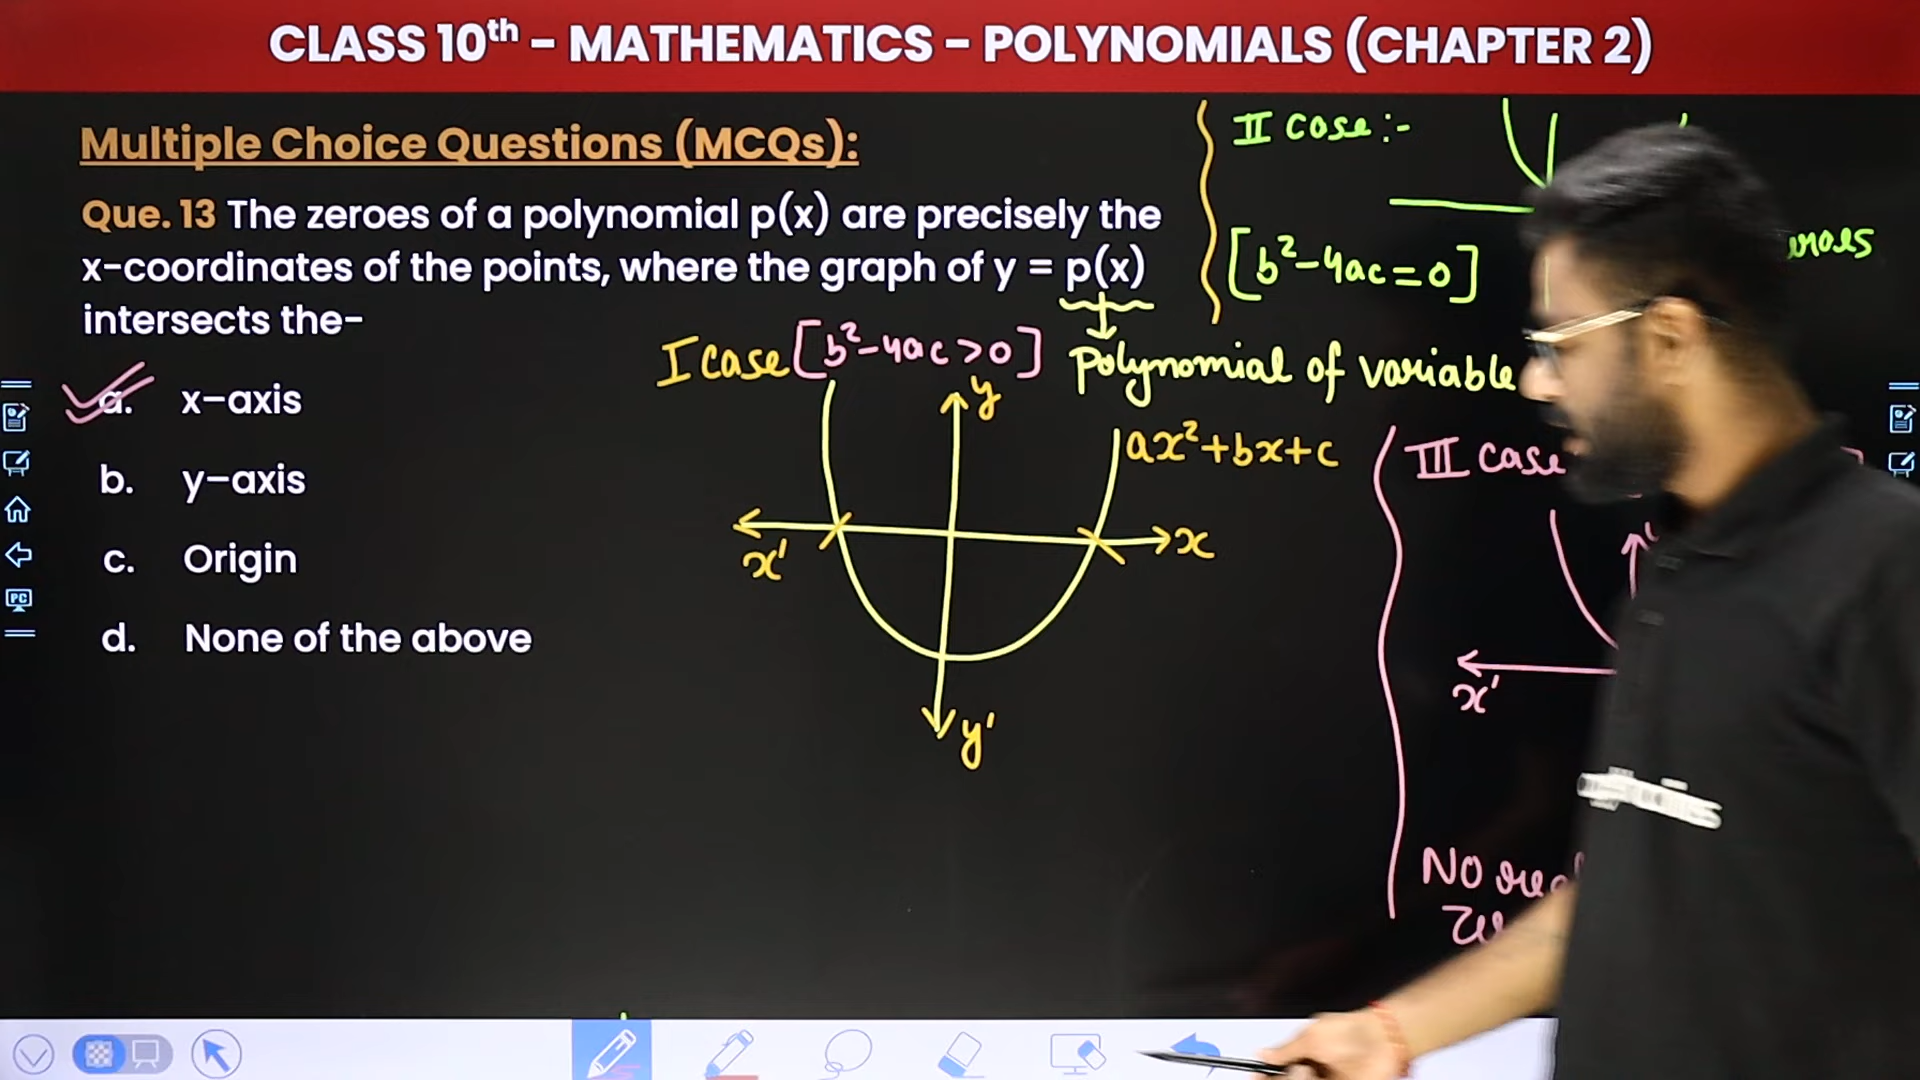 CLASS 10th - MATHEMATICS - POLYNOMIALS (CHAPTER 2)
Multiple Choice Questions (MCQs):
Que. 13 The zeroes of a polynomial p(x) are precisely the
x-coordinates of the points, where the graph of y = p(x)
intersects the-
a. x-axis
b. y-axis
c. Origin
d. None of the above
I case [b²-4ac>0]
Polynomial of variable
y
ax²+bx+c
x'
x
y'
II case:-
[b²-4ac=0]
III case
x'
No
PC